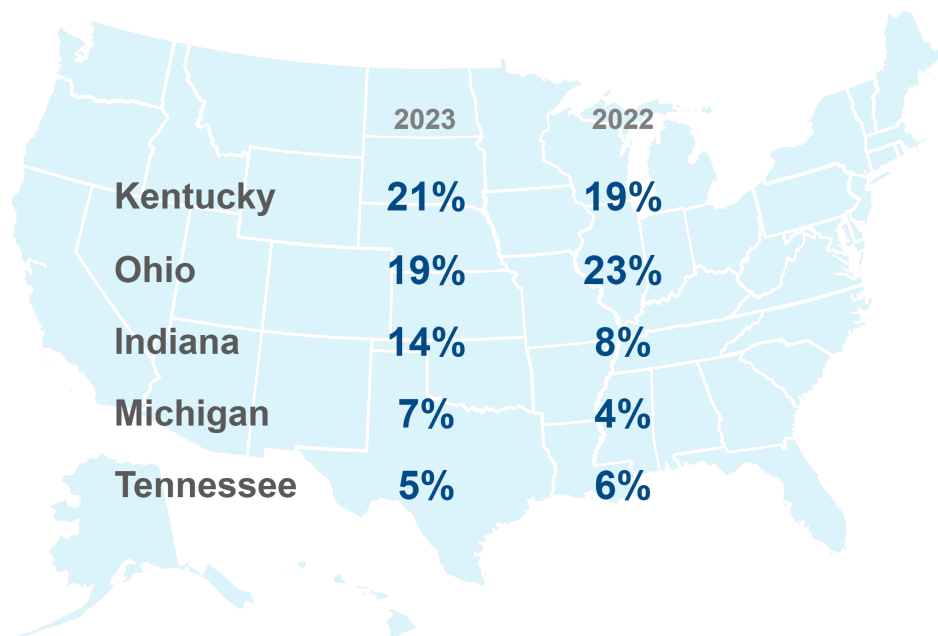 2023 2022
Kentucky 21% 19%
Ohio 19% 23%
Indiana 14% 8%
Michigan 7% 4%
Tennessee 5% 6%